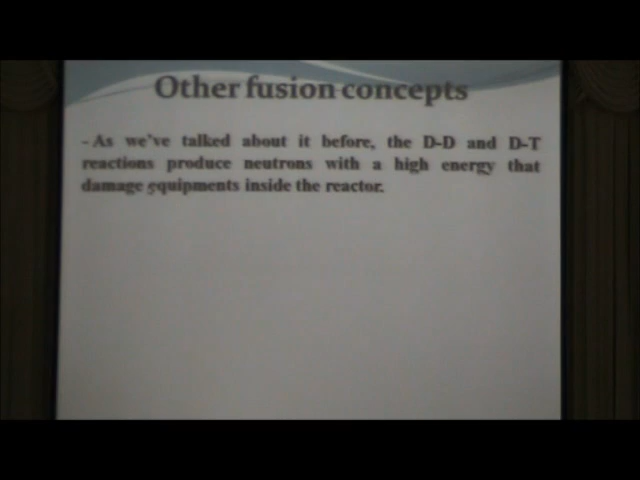 Other fusion concepts
- As we've talked about it before, the D-D and D-T
reactions produce neutrons with a high energy that
damage equipments inside the reactor.